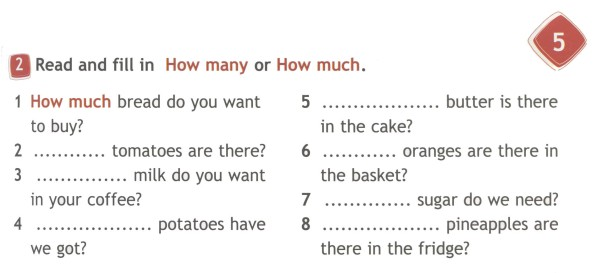 5
2 Read and fill in How many or How much.
1 How much bread do you want
to buy?
2 ............ tomatoes are there?
3 ............... milk do you want
in your coffee?
4 ................... potatoes have
we got?
5 ................... butter is there
in the cake?
6 ............ oranges are there in
the basket?
7 .............. sugar do we need?
8 ................... pineapples are
there in the fridge?